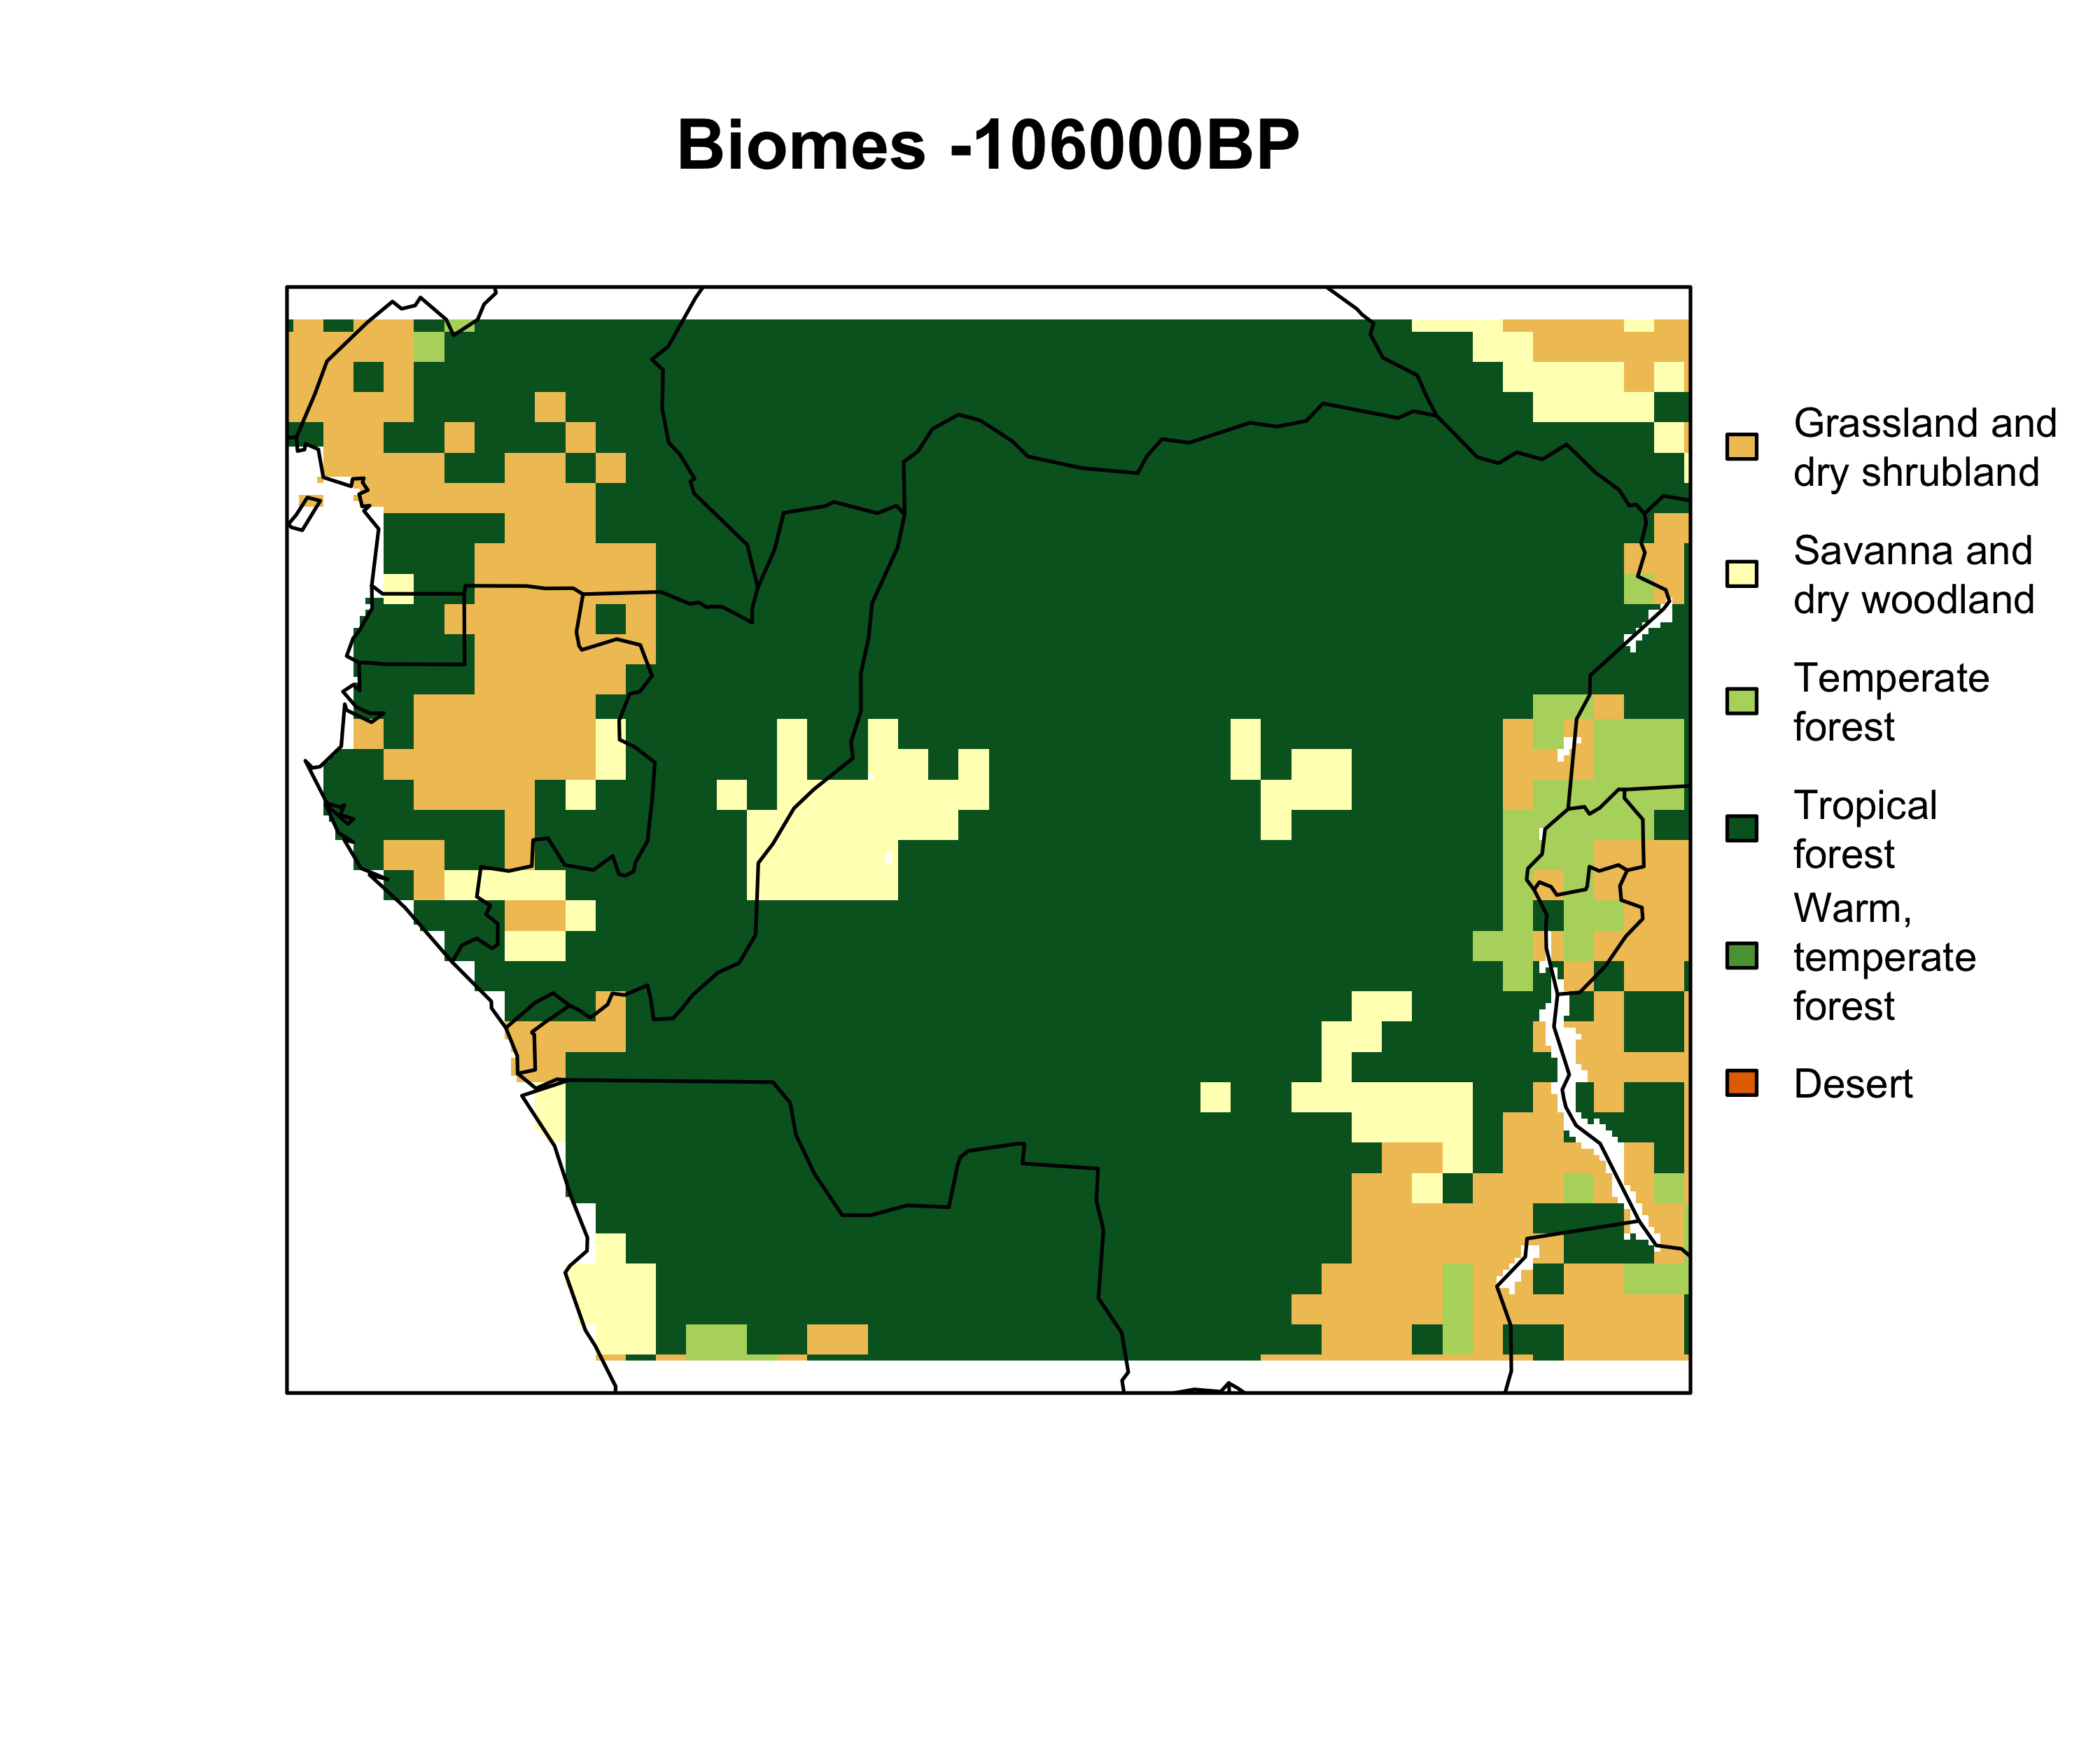 Biomes -106000BP
Grassland and
dry shrubland
Savanna and
dry woodland
Temperate
forest
Tropical
forest
Warm,
temperate
forest
Desert